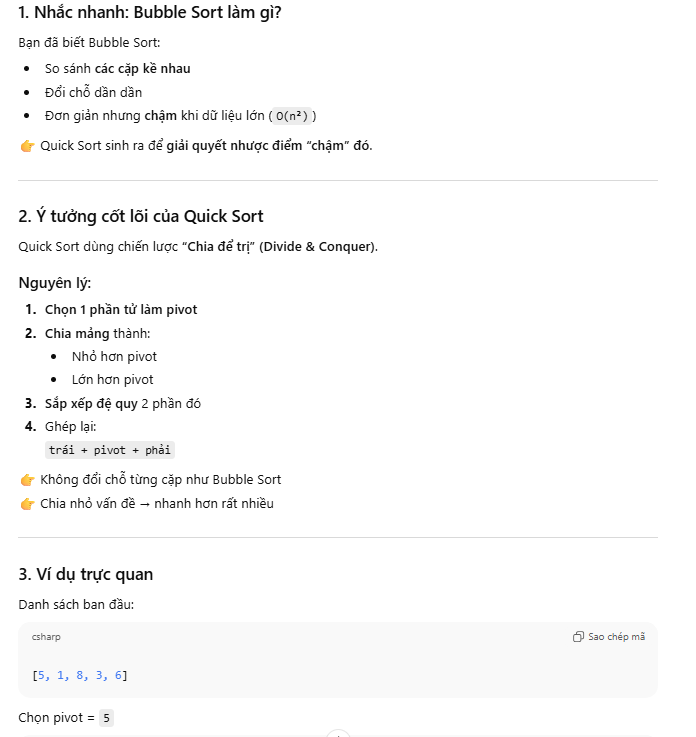 1. Nhắc nhanh: Bubble Sort làm gì?
Bạn đã biết Bubble Sort:
• So sánh các cặp kề nhau
• Đổi chỗ dần dần
• Đơn giản nhưng chậm khi dữ liệu lớn ( O(n²) )
👉 Quick Sort sinh ra để giải quyết nhược điểm “chậm” đó.
2. Ý tưởng cốt lõi của Quick Sort
Quick Sort dùng chiến lược “Chia để trị” (Divide & Conquer).
Nguyên lý:
1. Chọn 1 phần tử làm pivot
2. Chia mảng thành:
• Nhỏ hơn pivot
• Lớn hơn pivot
3. Sắp xếp đệ quy 2 phần đó
4. Ghép lại:
trái + pivot + phải
👉 Không đổi chỗ từng cặp như Bubble Sort
👉 Chia nhỏ vấn đề → nhanh hơn rất nhiều
3. Ví dụ trực quan
Danh sách ban đầu:
csharp Sao chép mã
[5, 1, 8, 3, 6]
Chọn pivot = 5